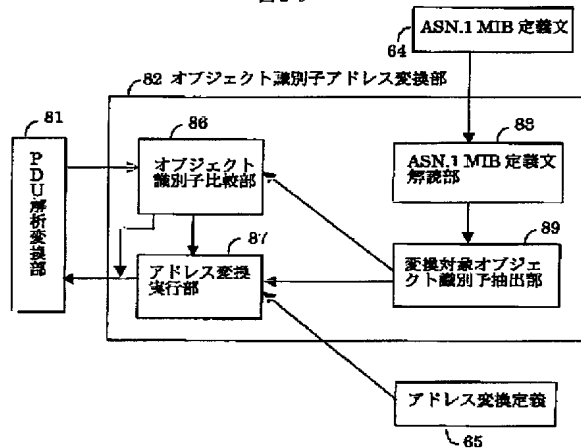 ASN.1 MIB 定義文
64
82 オブジェクト識別子アドレス変換部
81
PDU解析変換部
86
オブジェクト
識別子比較部
88
ASN.1 MIB 定義文
解読部
87
アドレス変換
実行部
89
変換対象オブジェ
クト識別子抽出部
アドレス変換定義
65